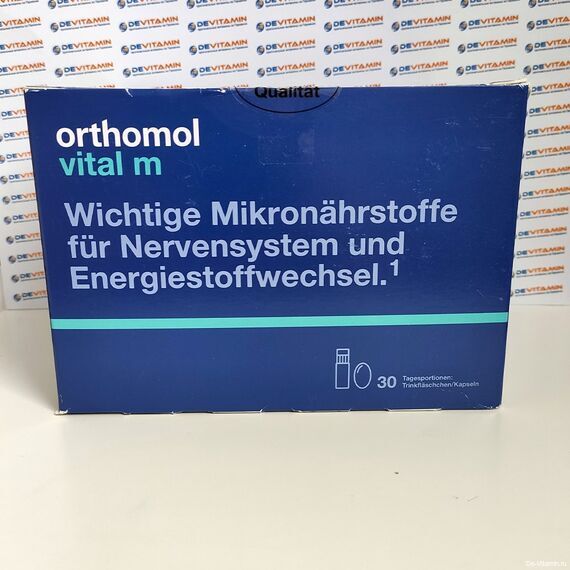 DEVITAMIN
Qualität
orthomol
vital m
Wichtige Mikronährstoffe
für Nervensystem und
Energiestoffwechsel.¹
30
Tagesportionen:
Trinkfläschchen/Kapseln
De-Vitamin.ru